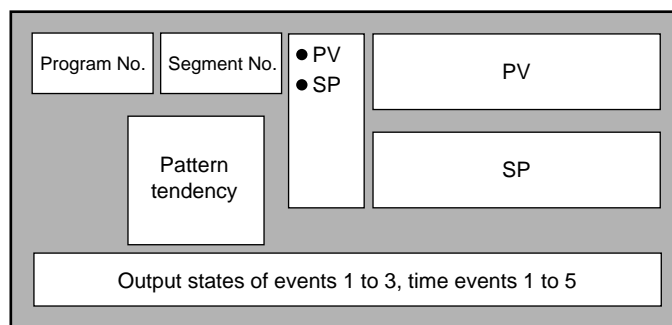 Program No.
Segment No.
● PV
● SP
PV
SP
Pattern
tendency
Output states of events 1 to 3, time events 1 to 5